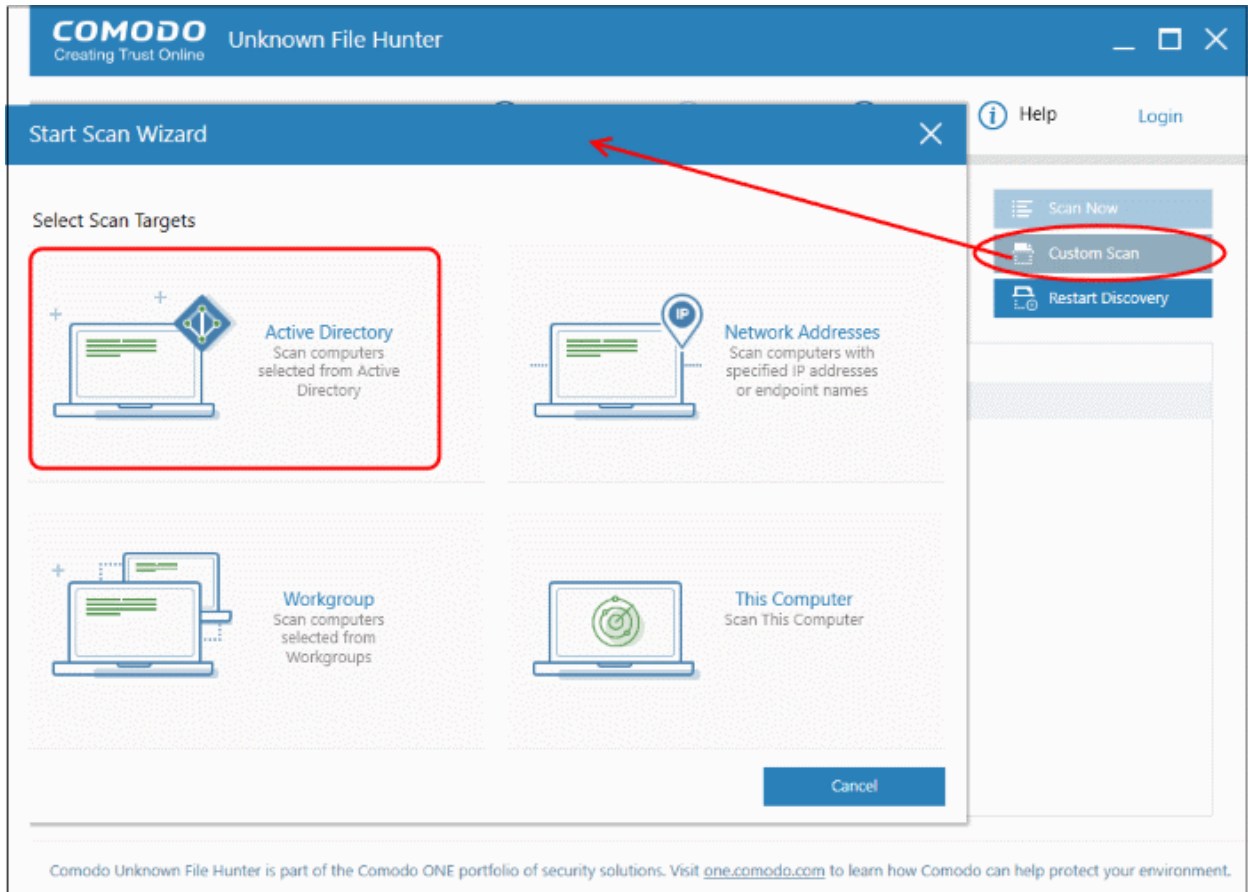 COMODO
Creating Trust Online
Unknown File Hunter
Help
Login
Start Scan Wizard
Select Scan Targets
Scan Now
Custom Scan
Restart Discovery
Active Directory
Scan computers
selected from Active
Directory
IP
Network Addresses
Scan computers with
specified IP addresses
or endpoint names
Workgroup
Scan computers
selected from
Workgroups
This Computer
Scan This Computer
Cancel
Comodo Unknown File Hunter is part of the Comodo ONE portfolio of security solutions. Visit one.comodo.com to learn how Comodo can help protect your environment.